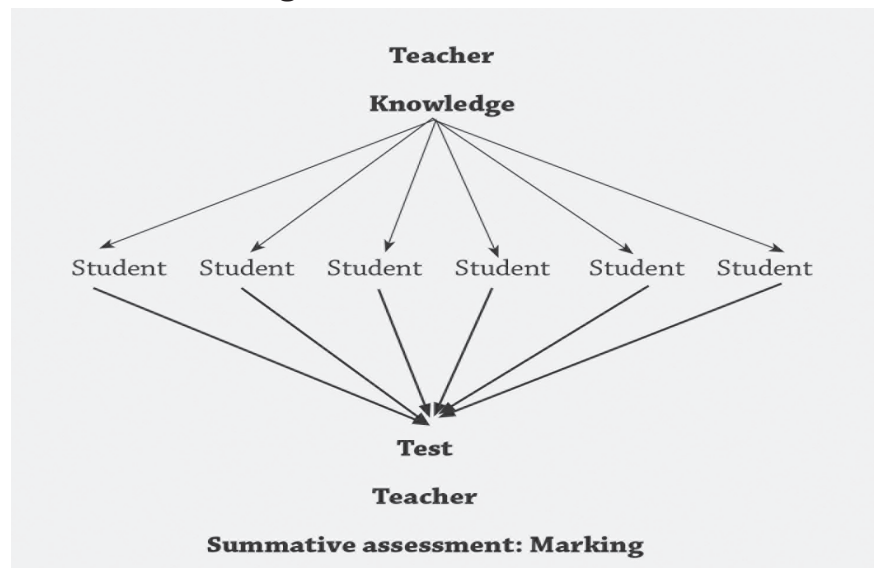 Teacher
Knowledge
Student Student Student Student Student Student
Test
Teacher
Summative assessment: Marking